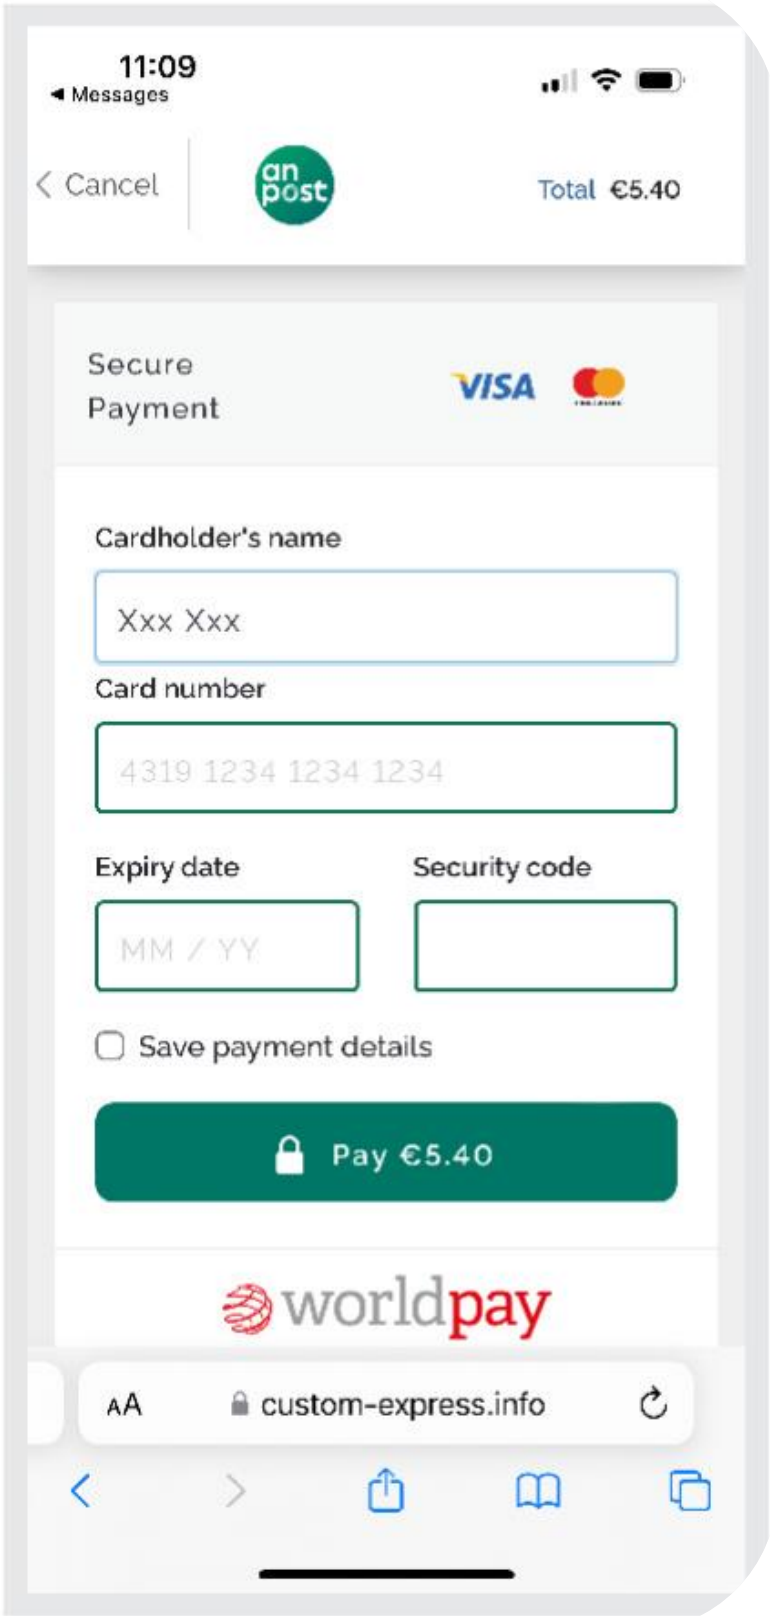 11:09
◀ Messages
Cancel
an
post
Total €5.40
Secure
Payment
VISA
Cardholder's name
Xxx Xxx
Card number
4319 1234 1234 1234
Expiry date
Security code
MM / YY
Save payment details
Pay €5.40
worldpay
AA custom-express.info